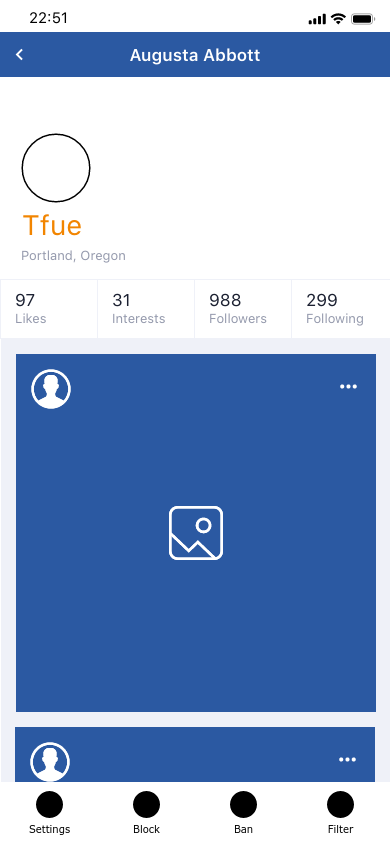 22:51
Augusta Abbott
Tfue
Portland, Oregon
97 31 988 299
Likes Interests Followers Following
Settings Block Ban Filter